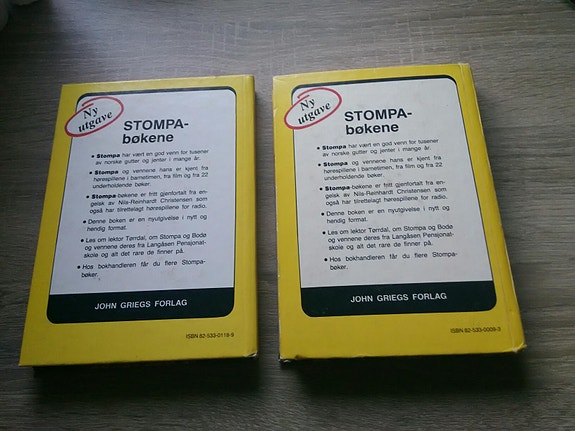 Ny
utgave
STOMPA-
bøkene
• Stompa har vært en god venn for tusener
av norske gutter og jenter i mange år.
• Stompa og vennene hans er kjent fra
hørespillene i barnetimen, fra film og fra 22
underholdende bøker.
• Stompa-bøkene er fritt gjenfortalt fra en-
gelsk av Nils-Reinhardt Christensen som
også har tilrettelagt hørespillene for radio.
• Denne boken er en nyutgivelse i nytt og
hendig format.
• Les om lektor Tørrdal, om Stompa og Bodø
og vennene deres fra Langåsen Pensjonat-
skole og alt det rare de finner på.
• Hos bokhandleren får du flere Stompa-
bøker.
JOHN GRIEGS FORLAG
ISBN 82-533-0118-9
Ny
utgave
STOMPA-
bøkene
• Stompa har vært en god venn for tusener
av norske gutter og jenter i mange år.
• Stompa og vennene hans er kjent fra
hørespillene i barnetimen, fra film og fra 22
underholdende bøker.
• Stompa-bøkene er fritt gjenfortalt fra en-
gelsk av Nils-Reinhardt Christensen som
også har tilrettelagt hørespillene for radio.
• Denne boken er en nyutgivelse i nytt og
hendig format.
• Les om lektor Tørrdal, om Stompa og Bodø
og vennene deres fra Langåsen Pensjonat-
skole og alt det rare de finner på.
• Hos bokhandleren får du flere Stompa-
bøker.
JOHN GRIEGS FORLAG
ISBN 82-533-0009-3